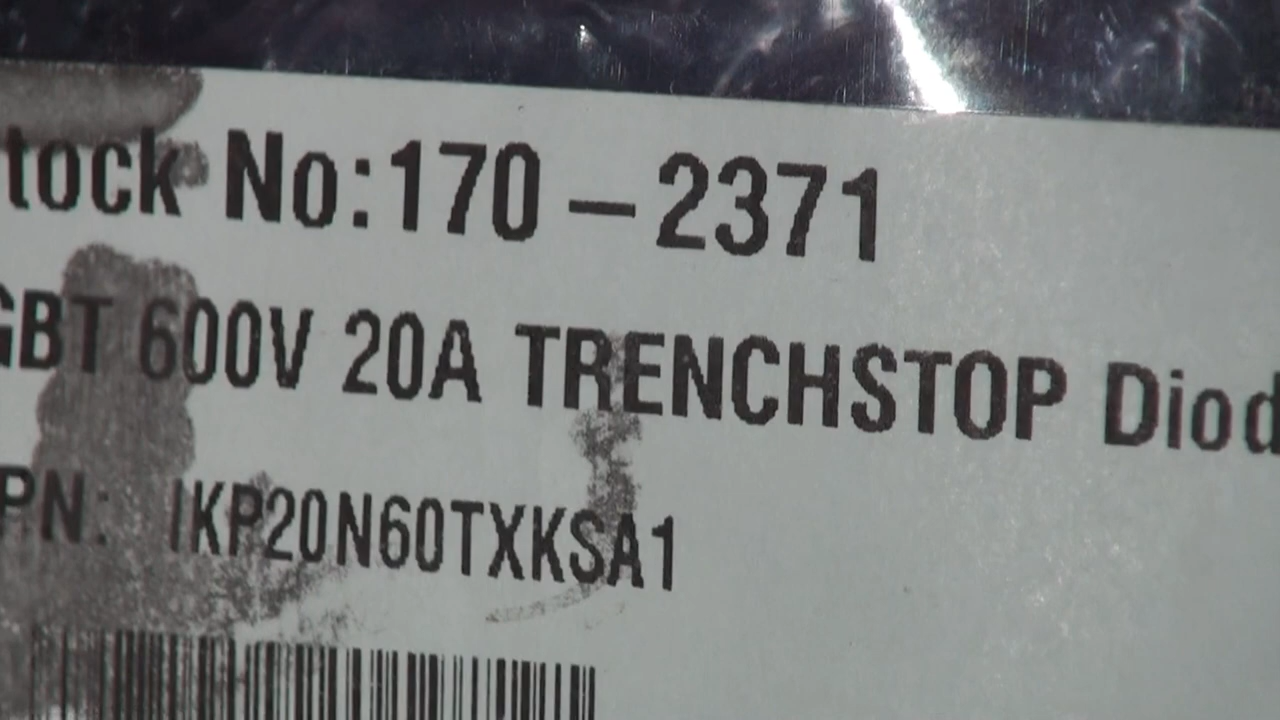 tock No:170-2371
GBT 600V 20A TRENCHSTOP Diod
PN: IKP20N60TXKSA1